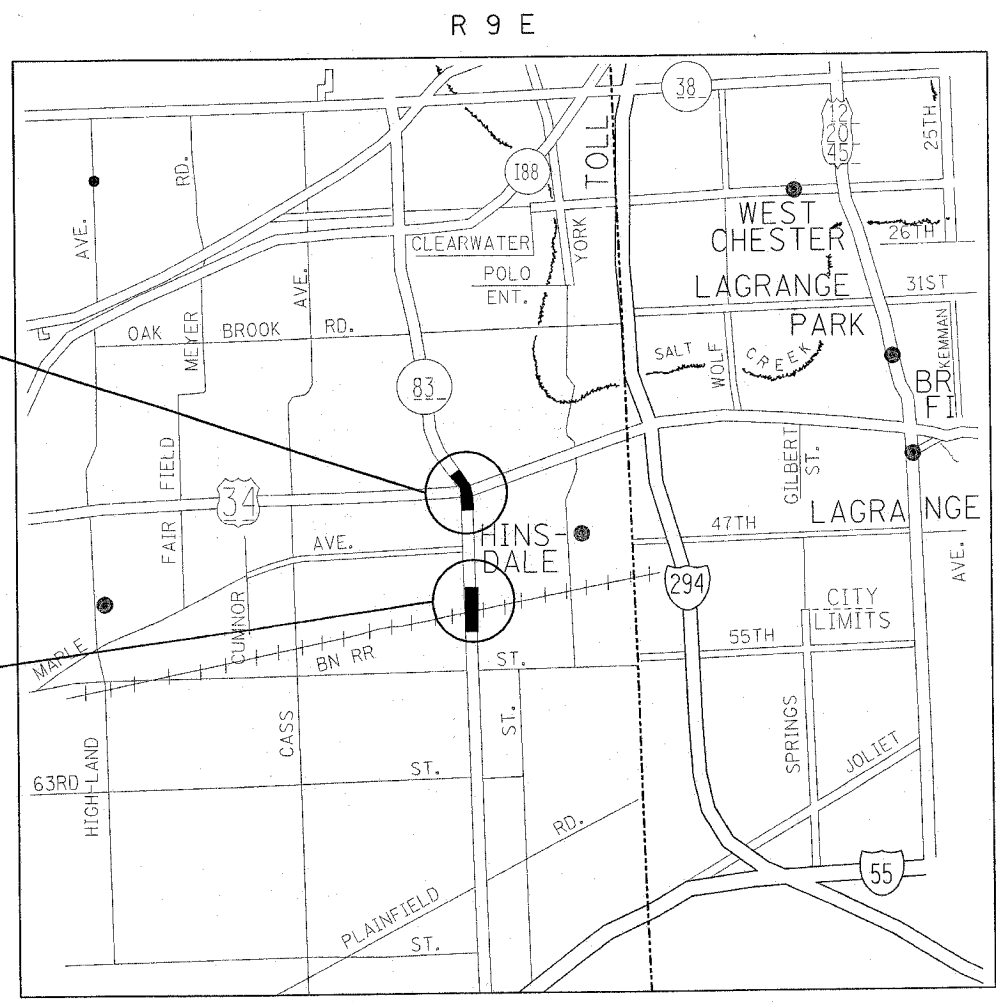 R 9 E
38
12
20
45
25TH
RD.
I88
TOLL
AVE.
WEST
CHESTER
26TH
YORK
CLEARWATER
POLO
ENT.
AVE.
LAGRANGE
PARK
31ST
OAK BROOK RD.
MEYER
KEMMAN
SALT
CREEK
WOLF
83
BR
FI
GILBERT
ST.
FIELD
FAIR
34
LAGRANGE
47TH
HINS-
DALE
AVE.
AVE.
294
CITY
LIMITS
CUMNOR
55TH
MAPLE
BN RR
ST.
ST.
HIGH-LAND
CASS
SPRINGS
JOLIET
63RD
ST.
RD.
55
PLAINFIELD
ST.